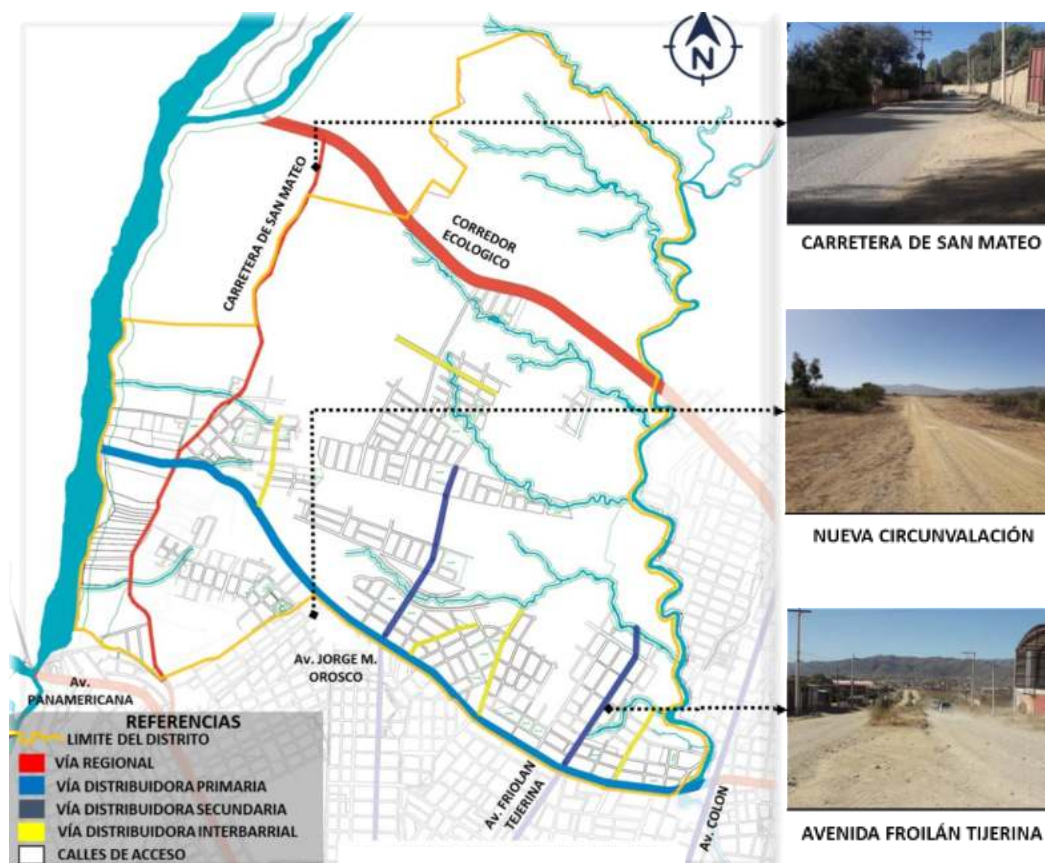 N
CARRETERA DE SAN MATEO
CORREDOR
ECOLOGICO
CARRETERA DE SAN MATEO
NUEVA CIRCUNVALACIÓN
Av. JORGE M.
OROSCO
Av.
PANAMERICANA
Av. FRIOLAN
TEJERINA
Av. COLON
AVENIDA FROILÁN TIJERINA
REFERENCIAS
LIMITE DEL DISTRITO
VÍA REGIONAL
VÍA DISTRIBUIDORA PRIMARIA
VÍA DISTRIBUIDORA SECUNDARIA
VÍA DISTRIBUIDORA INTERBARRIAL
CALLES DE ACCESO